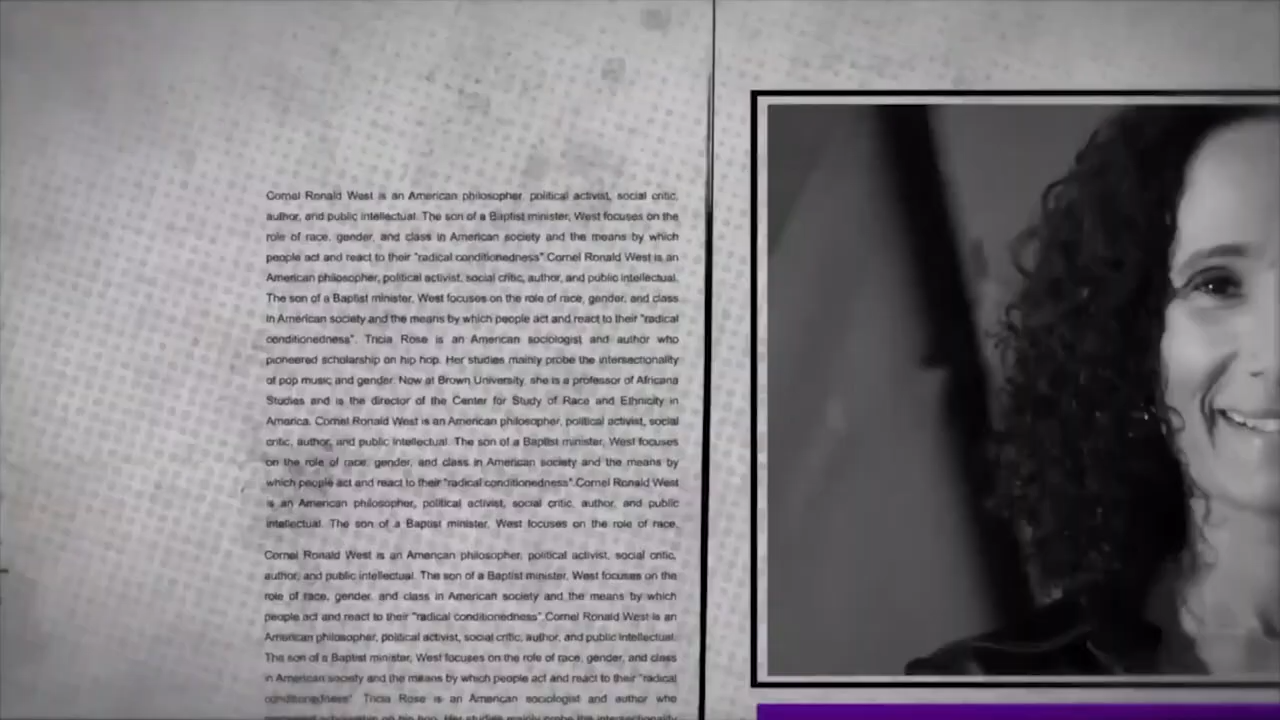 Cornel Ronald West is an American philosopher, political activist, social critic,
author, and public intellectual. The son of a Baptist minister, West focuses on the
role of race, gender, and class in American society and the means by which
people act and react to their "radical conditionedness".Cornel Ronald West is an
American philosopher, political activist, social critic, author, and public intellectual.
The son of a Baptist minister, West focuses on the role of race, gender, and class
in American society and the means by which people act and react to their "radical
conditionedness". Tricia Rose is an American sociologist and author who
pioneered scholarship on hip hop. Her studies mainly probe the intersectionality
of pop music and gender. Now at Brown University, she is a professor of Africana
Studies and is the director of the Center for Study of Race and Ethnicity in
America. Cornel Ronald West is an American philosopher, political activist, social
critic, author, and public intellectual. The son of a Baptist minister, West focuses
on the role of race, gender, and class in American society and the means by
which people act and react to their "radical conditionedness".Cornel Ronald West
is an American philosopher, political activist, social critic, author, and public
intellectual. The son of a Baptist minister, West focuses on the role of race,
Cornel Ronald West is an American philosopher, political activist, social critic,
author, and public intellectual. The son of a Baptist minister, West focuses on the
role of race, gender, and class in American society and the means by which
people act and react to their "radical conditionedness".Cornel Ronald West is an
American philosopher, political activist, social critic, author, and public intellectual.
The son of a Baptist minister, West focuses on the role of race, gender, and class
in American society and the means by which people act and react to their "radical
conditionedness". Tricia Rose is an American sociologist and author who
pioneered scholarship on hip hop. Her studies mainly probe the intersectionality